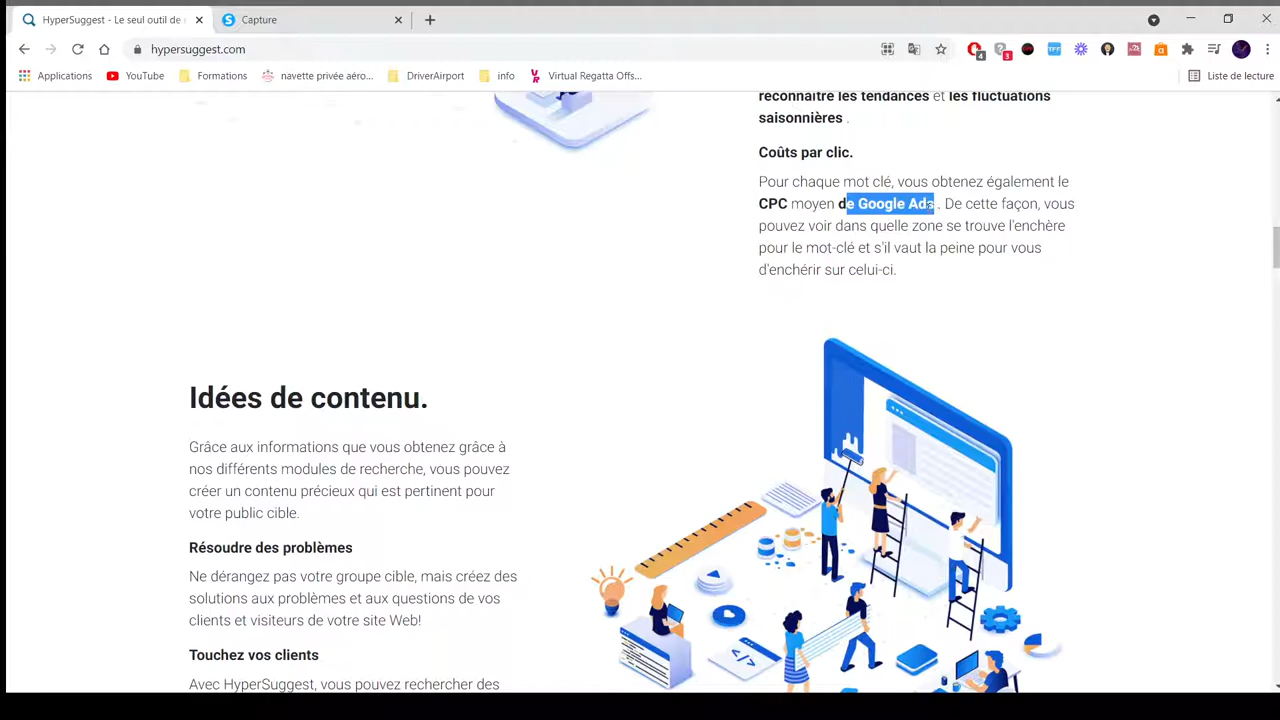 HyperSuggest - Le seul outil de
Capture
hypersuggest.com
4
3
TFF
Applications
YouTube
Formations
navette privée aéro...
DriverAirport
info
Virtual Regatta Offs...
Liste de lecture
reconnaître les tendances et les fluctuations
saisonnières .
Coûts par clic.
Pour chaque mot clé, vous obtenez également le
CPC moyen de Google Ads . De cette façon, vous
pouvez voir dans quelle zone se trouve l'enchère
pour le mot-clé et s'il vaut la peine pour vous
d'enchérir sur celui-ci.
Idées de contenu.
Grâce aux informations que vous obtenez grâce à
nos différents modules de recherche, vous pouvez
créer un contenu précieux qui est pertinent pour
votre public cible.
Résoudre des problèmes
Ne dérangez pas votre groupe cible, mais créez des
solutions aux problèmes et aux questions de vos
clients et visiteurs de votre site Web!
Touchez vos clients
Avec HyperSuggest, vous pouvez rechercher des